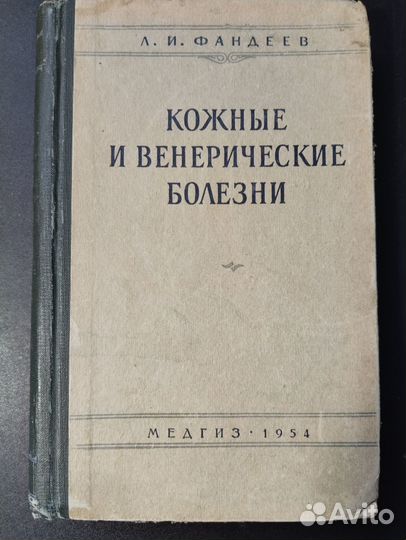 Л. И. ФАНДЕЕВ
КОЖНЫЕ
И ВЕНЕРИЧЕСКИЕ
БОЛЕЗНИ
МЕДГИЗ · 1954
Avito